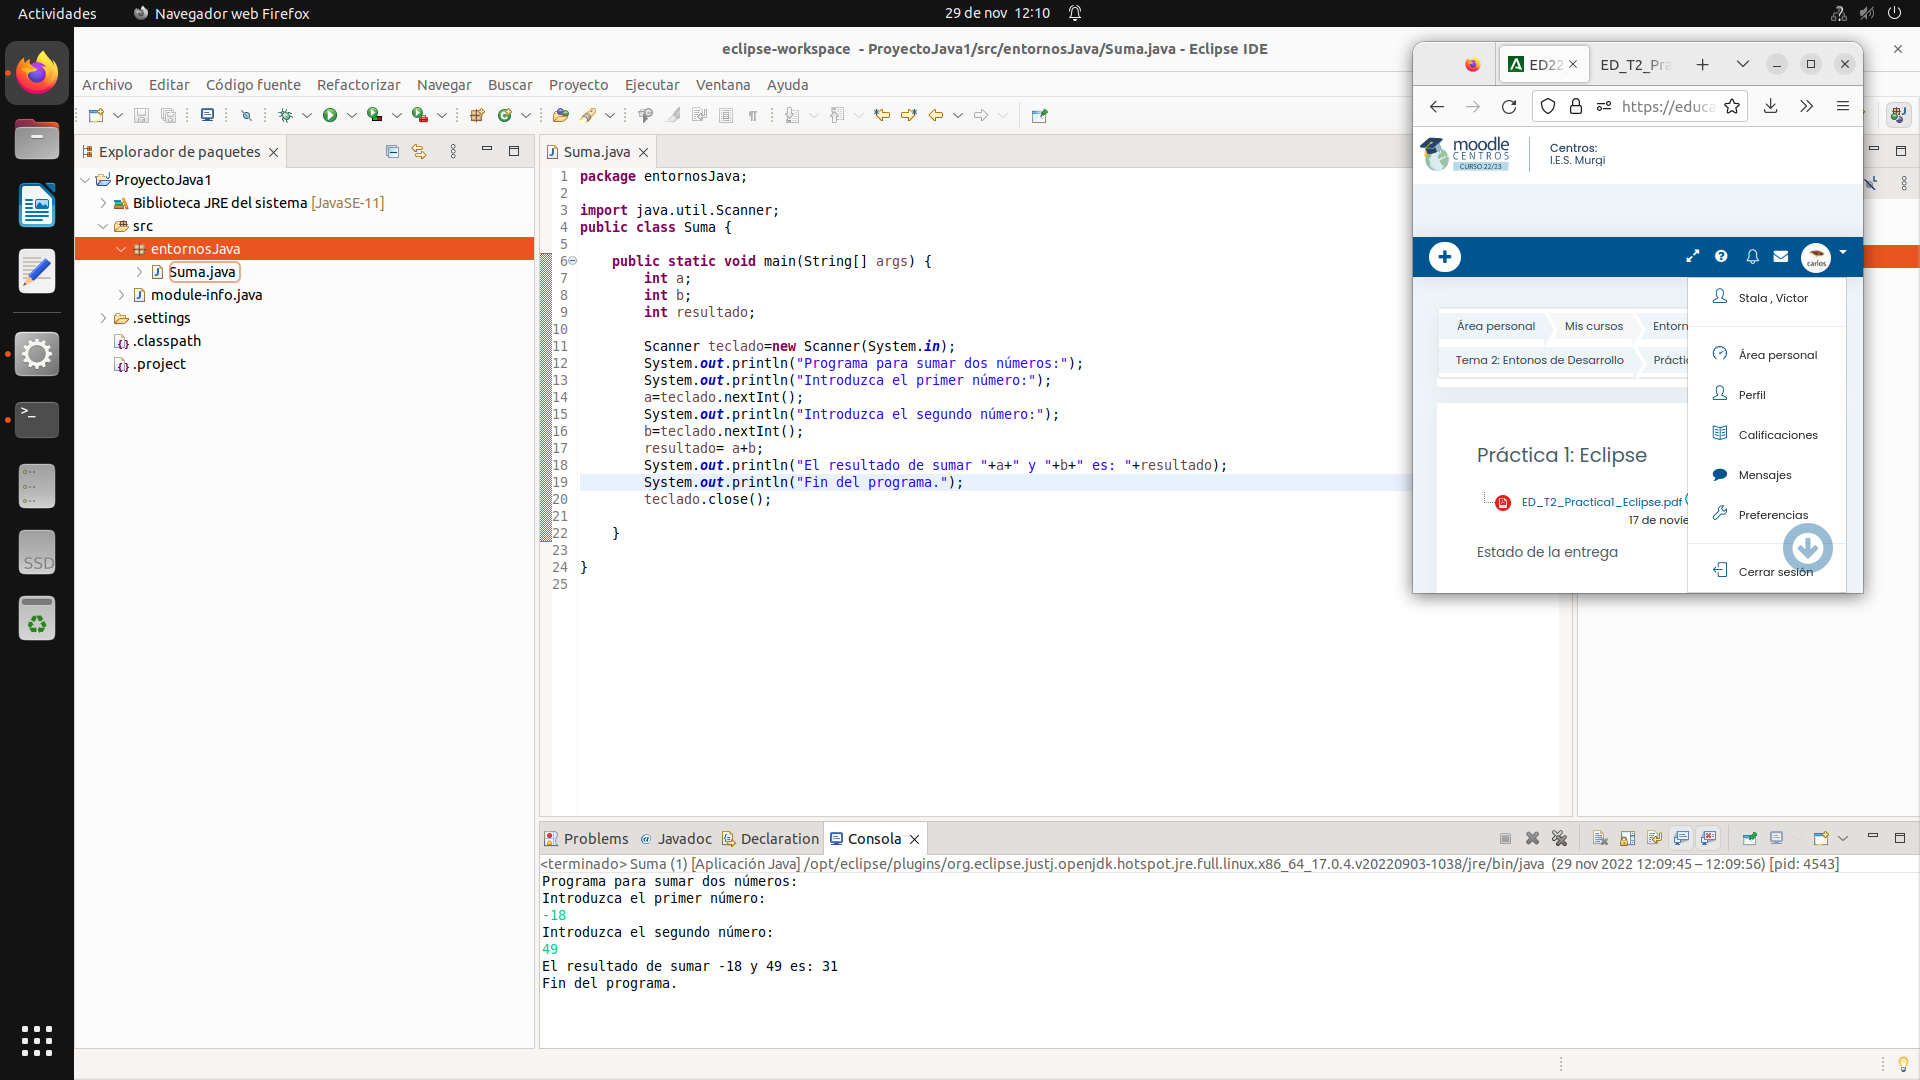 Actividades
Navegador web Firefox
29 de nov 12:10
eclipse-workspace - ProyectoJava1/src/entornosJava/Suma.java - Eclipse IDE
Archivo Editar Código fuente Refactorizar Navegar Buscar Proyecto Ejecutar Ventana Ayuda
Explorador de paquetes
ProyectoJava1
Biblioteca JRE del sistema [JavaSE-11]
src
entornosJava
Suma.java
module-info.java
.settings
.classpath
.project
SSD
Suma.java
1 package entornosJava;
2
3 import java.util.Scanner;
4 public class Suma {
5
6 public static void main(String[] args) {
7 int a;
8 int b;
9 int resultado;
10
11 Scanner teclado=new Scanner(System.in);
12 System.out.println("Programa para sumar dos números:");
13 System.out.println("Introduzca el primer número:");
14 a=teclado.nextInt();
15 System.out.println("Introduzca el segundo número:");
16 b=teclado.nextInt();
17 resultado= a+b;
18 System.out.println("El resultado de sumar "+a+" y "+b+" es: "+resultado);
19 System.out.println("Fin del programa.");
20 teclado.close();
21
22 }
23
24 }
25
ED22
ED_T2_Pra
https://educa
moodle
CENTROS
CURSO 22/23
Centros:
I.E.S. Murgi
carlos
Stala , Víctor
Área personal
Perfil
Calificaciones
Mensajes
Preferencias
Cerrar sesión
Área personal Mis cursos Entorn
Tema 2: Entonos de Desarrollo Práctic
Práctica 1: Eclipse
ED_T2_Practica1_Eclipse.pdf
17 de novie
Estado de la entrega
Problems Javadoc Declaration Consola
<terminado> Suma (1) [Aplicación Java] /opt/eclipse/plugins/org.eclipse.justj.openjdk.hotspot.jre.full.linux.x86_64_17.0.4.v20220903-1038/jre/bin/java (29 nov 2022 12:09:45 – 12:09:56) [pid: 4543]
Programa para sumar dos números:
Introduzca el primer número:
-18
Introduzca el segundo número:
49
El resultado de sumar -18 y 49 es: 31
Fin del programa.